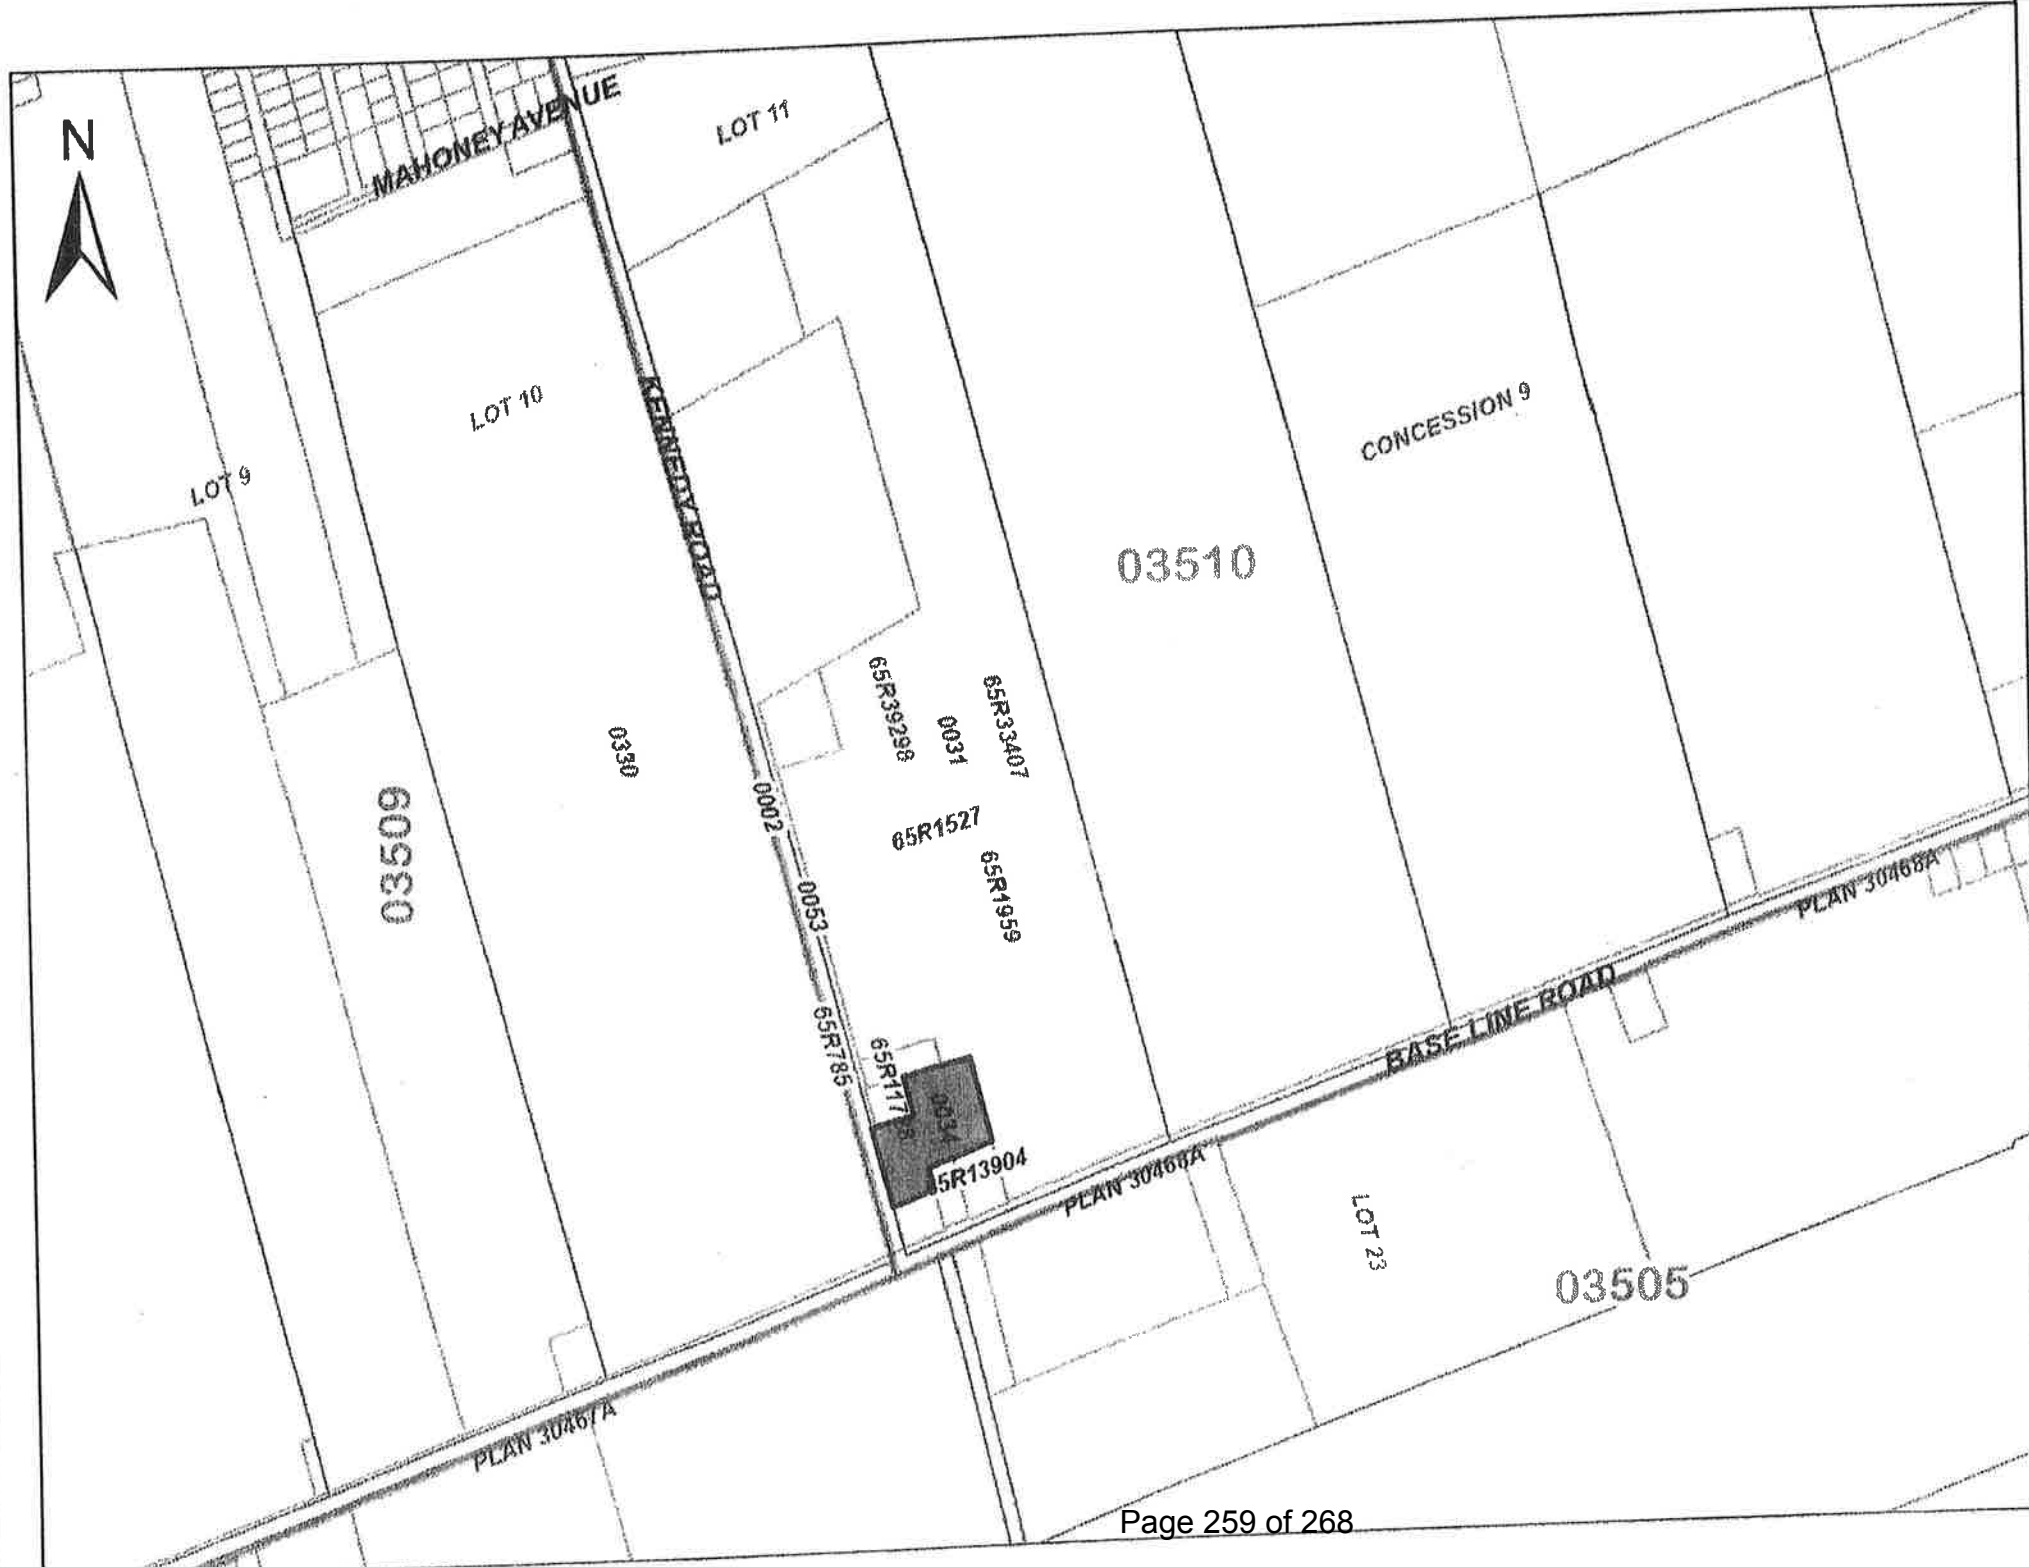 N
MAHONEY AVENUE
LOT 11
LOT 10
LOT 9
KENNEDY ROAD
CONCESSION 9
03510
65R39298
0031
65R33407
0330
0002
65R1527
03509
0053
65R1959
PLAN 30468A
BASE LINE ROAD
65R785
65R117
0034
5R13904
PLAN 30468A
LOT 23
03505
PLAN 30467A
Page 259 of 268